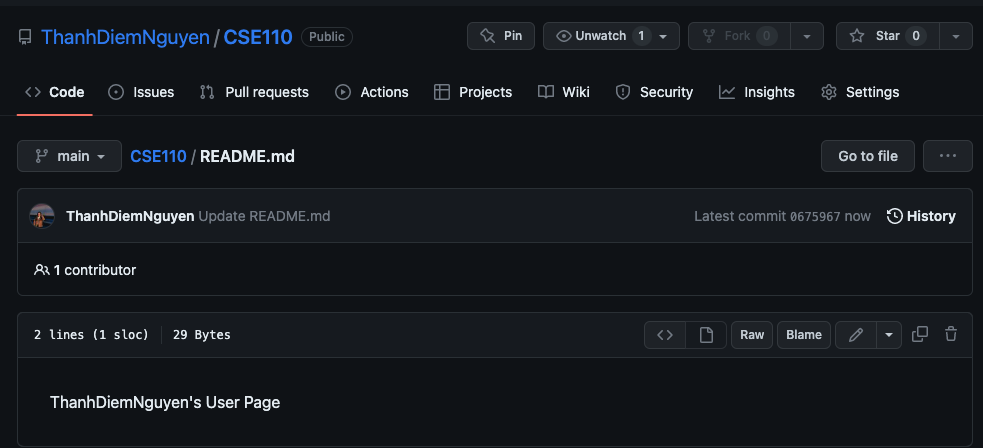 ThanhDiemNguyen / CSE110 Public Pin Unwatch 1 Fork 0 Star 0
Code Issues Pull requests Actions Projects Wiki Security Insights Settings
main CSE110 / README.md Go to file ...
ThanhDiemNguyen Update README.md Latest commit 0675967 now History
1 contributor
2 lines (1 sloc) 29 Bytes <> Raw Blame
ThanhDiemNguyen's User Page